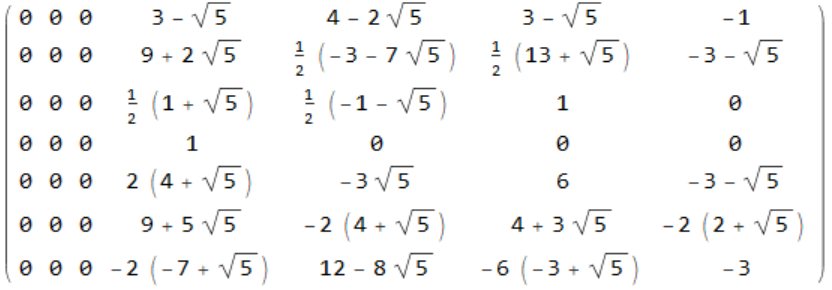 0 0 0 3 - √5 4 - 2 √5 3 - √5 -1
0 0 0 9 + 2 √5 1/2 (-3 - 7 √5) 1/2 (13 + √5) -3 - √5
0 0 0 1/2 (1 + √5) 1/2 (-1 - √5) 1 0
0 0 0 1 0 0 0
0 0 0 2 (4 + √5) -3 √5 6 -3 - √5
0 0 0 9 + 5 √5 -2 (4 + √5) 4 + 3 √5 -2 (2 + √5)
0 0 0 -2 (-7 + √5) 12 - 8 √5 -6 (-3 + √5) -3